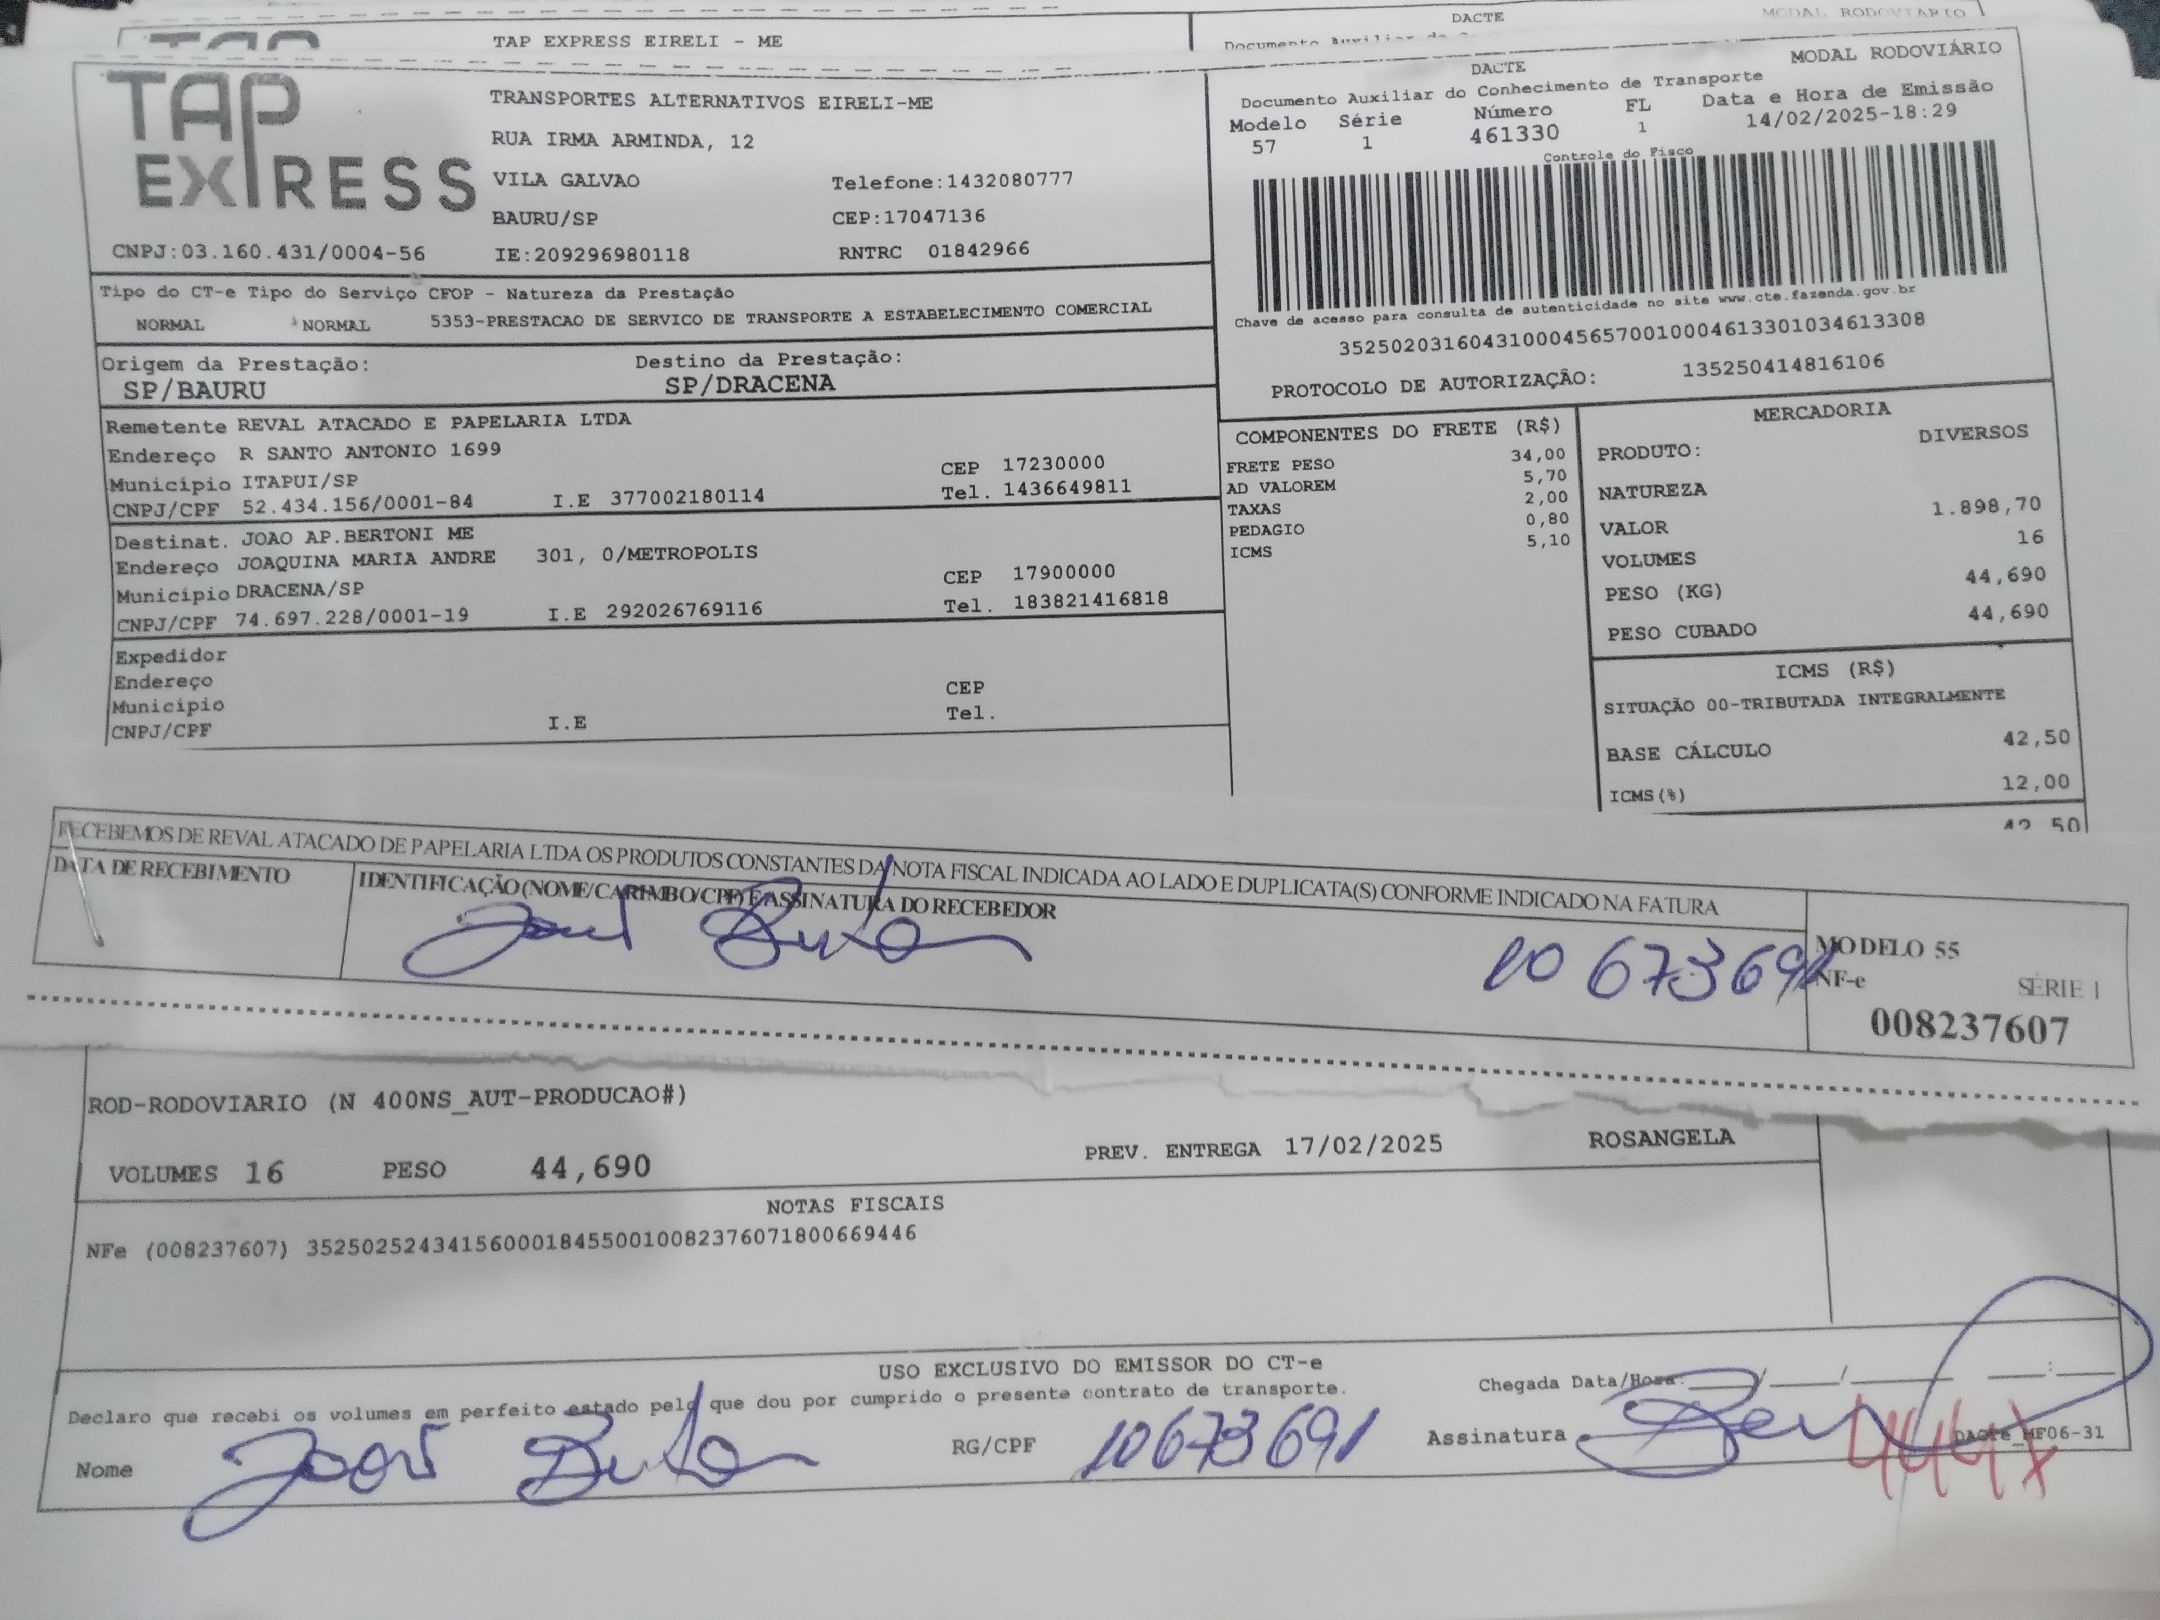 DACTE
MODAL RODOVIÁRIO
TAP EXPRESS EIRELI - ME
TAP EXPRESS
TRANSPORTES ALTERNATIVOS EIRELI-ME
RUA IRMA ARMINDA, 12
VILA GALVAO Telefone:1432080777
BAURU/SP CEP:17047136
CNPJ:03.160.431/0004-56 IE:209296980118 RNTRC 01842966
DACTE MODAL RODOVIÁRIO
Documento Auxiliar do Conhecimento de Transporte
Modelo Série Número FL Data e Hora de Emissão
57 1 461330 1 14/02/2025-18:29
Controle do Fisco
Chave de acesso para consulta de autenticidade no site www.cte.fazenda.gov.br
35250203160431000456570010004613301034613308
PROTOCOLO DE AUTORIZAÇÃO: 135250414816106
Tipo do CT-e Tipo do Serviço CFOP - Natureza da Prestação
NORMAL NORMAL 5353-PRESTACAO DE SERVICO DE TRANSPORTE A ESTABELECIMENTO COMERCIAL
Origem da Prestação: Destino da Prestação:
SP/BAURU SP/DRACENA
Remetente REVAL ATACADO E PAPELARIA LTDA
Endereço R SANTO ANTONIO 1699
Município ITAPUI/SP CEP 17230000
CNPJ/CPF 52.434.156/0001-84 I.E 377002180114 Tel. 1436649811
Destinat. JOAO AP.BERTONI ME
Endereço JOAQUINA MARIA ANDRE 301, 0/METROPOLIS
Município DRACENA/SP CEP 17900000
CNPJ/CPF 74.697.228/0001-19 I.E 292026769116 Tel. 183821416818
Expedidor
Endereço
Município CEP
CNPJ/CPF I.E Tel.
COMPONENTES DO FRETE (R$)
FRETE PESO 34,00
AD VALOREM 5,70
TAXAS 2,00
PEDAGIO 0,80
ICMS 5,10
MERCADORIA
PRODUTO: DIVERSOS
NATUREZA
VALOR 1.898,70
VOLUMES 16
PESO (KG) 44,690
PESO CUBADO 44,690
ICMS (R$)
SITUAÇÃO 00-TRIBUTADA INTEGRALMENTE
BASE CÁLCULO 42,50
ICMS(%) 12,00
42,50
RECEBEMOS DE REVAL ATACADO DE PAPELARIA LTDA OS PRODUTOS CONSTANTES DA NOTA FISCAL INDICADA AO LADO E DUPLICATA(S) CONFORME INDICADO NA FATURA
DATA DE RECEBIMENTO IDENTIFICAÇÃO (NOME/CARIMBO/CPF) E ASSINATURA DO RECEBEDOR
10 673691
MODELO 55
NF-e SÉRIE 1
008237607
ROD-RODOVIARIO (N 400NS_AUT-PRODUCAO#)
VOLUMES 16 PESO 44,690 PREV. ENTREGA 17/02/2025 ROSANGELA
NOTAS FISCAIS
NFe (008237607) 35250252434156000184550010082376071800669446
USO EXCLUSIVO DO EMISSOR DO CT-e
Declaro que recebi os volumes em perfeito estado pelo que dou por cumprido o presente contrato de transporte. Chegada Data/Hora:
Nome RG/CPF 10673691 Assinatura